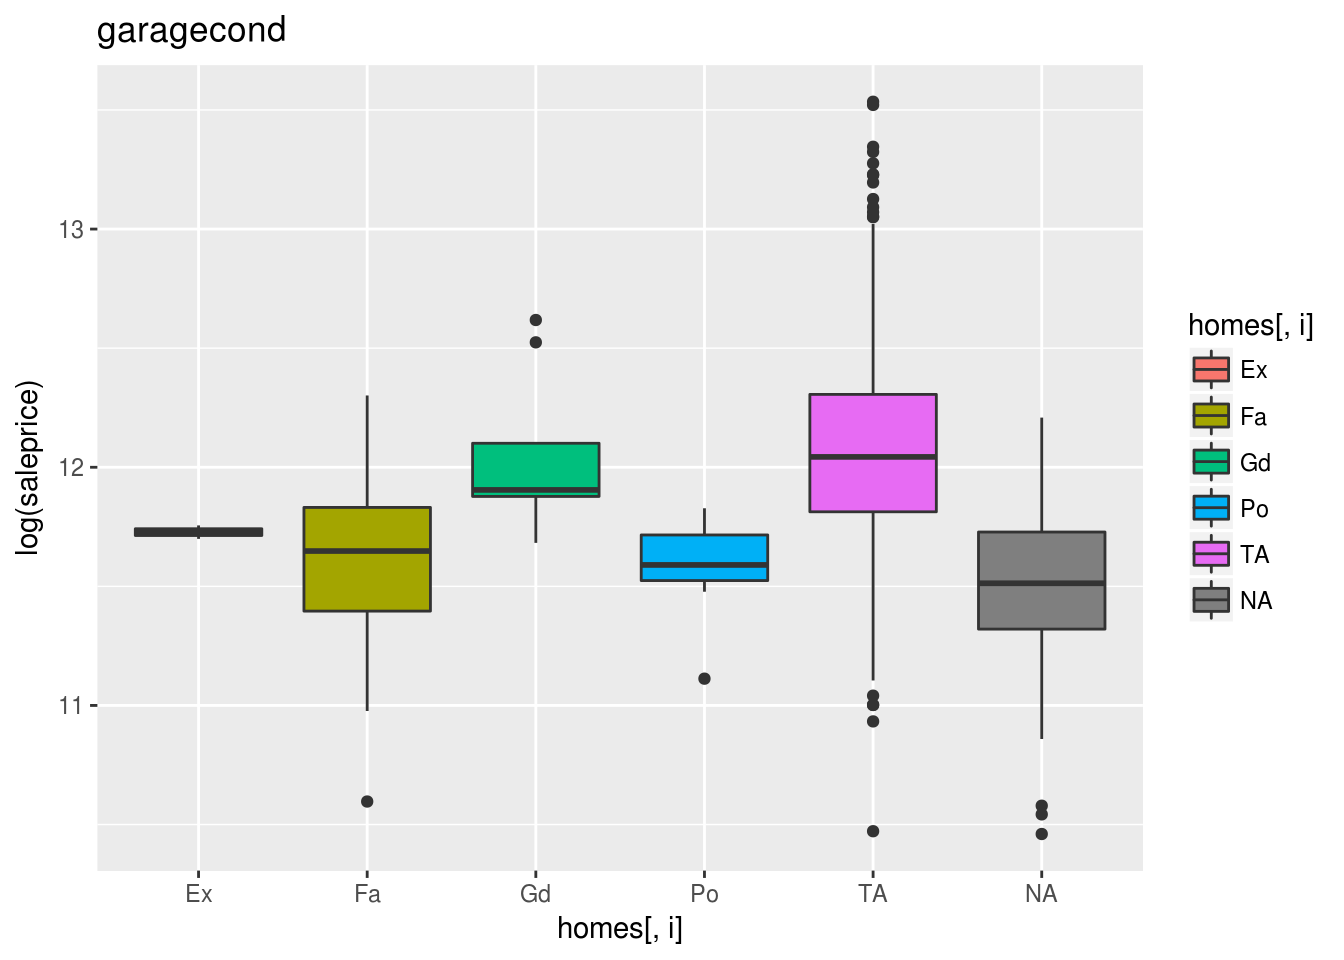 garagecond
log(saleprice)
13
12
11
Ex Fa Gd Po TA NA
homes[, i]
homes[, i]
Ex
Fa
Gd
Po
TA
NA